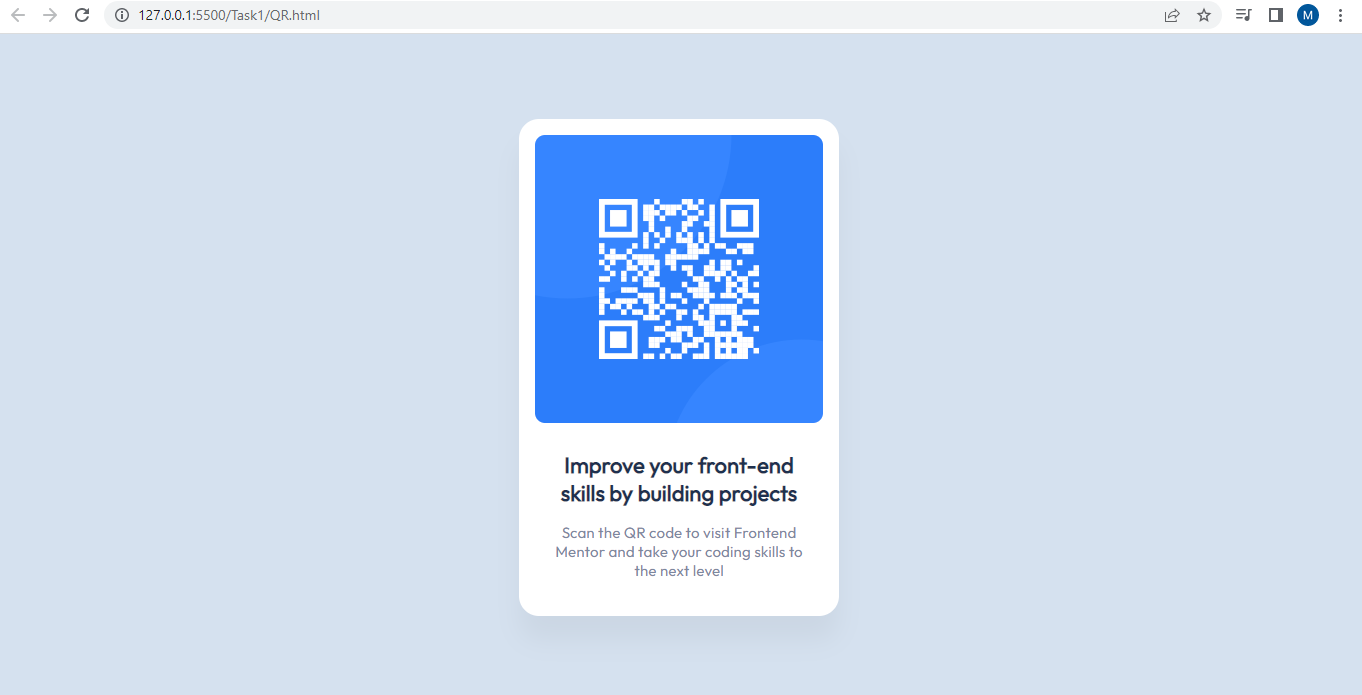 127.0.0.1:5500/Task1/QR.html
M
Improve your front-end
skills by building projects
Scan the QR code to visit Frontend
Mentor and take your coding skills to
the next level